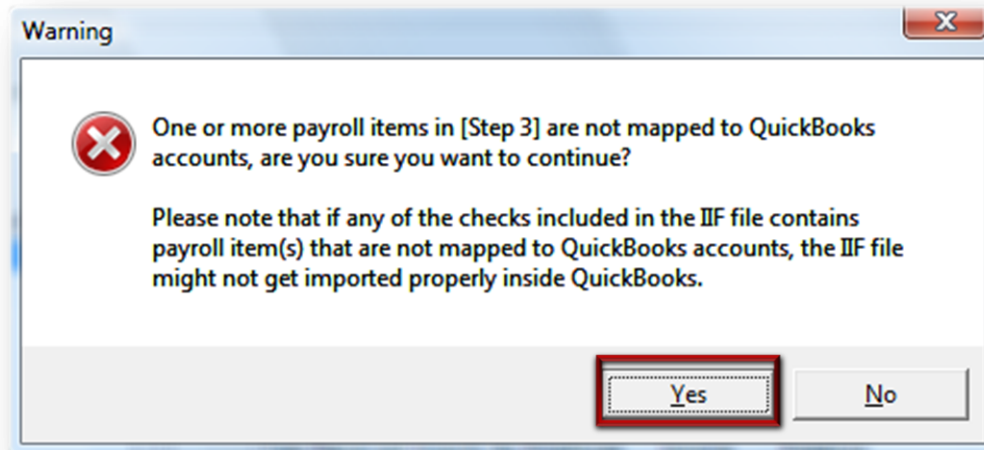 Warning
One or more payroll items in [Step 3] are not mapped to QuickBooks
accounts, are you sure you want to continue?
Please note that if any of the checks included in the IIF file contains
payroll item(s) that are not mapped to QuickBooks accounts, the IIF file
might not get imported properly inside QuickBooks.
Yes
No